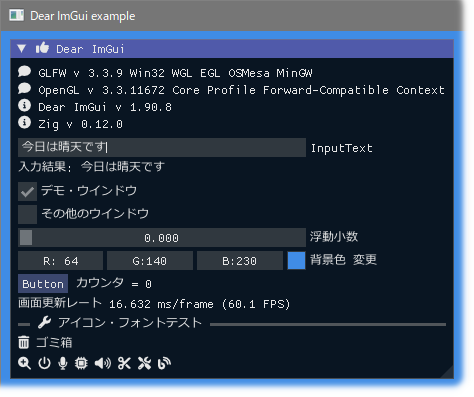 Dear ImGui example
Dear ImGui
GLFW v 3.3.9 Win32 WGL EGL OSMesa MinGW
OpenGL v 3.3.11672 Core Profile Forward-Compatible Context
Dear ImGui v 1.90.8
Zig v 0.12.0
今日は晴天です InputText
入力結果; 今日は晴天です
デモ・ウインドウ
その他のウインドウ
0.000 浮動小数
R: 64 G:140 B:230 背景色 変更
Button カウンタ = 0
画面更新レート 16.632 ms/frame (60.1 FPS)
アイコン・フォントテスト
ゴミ箱